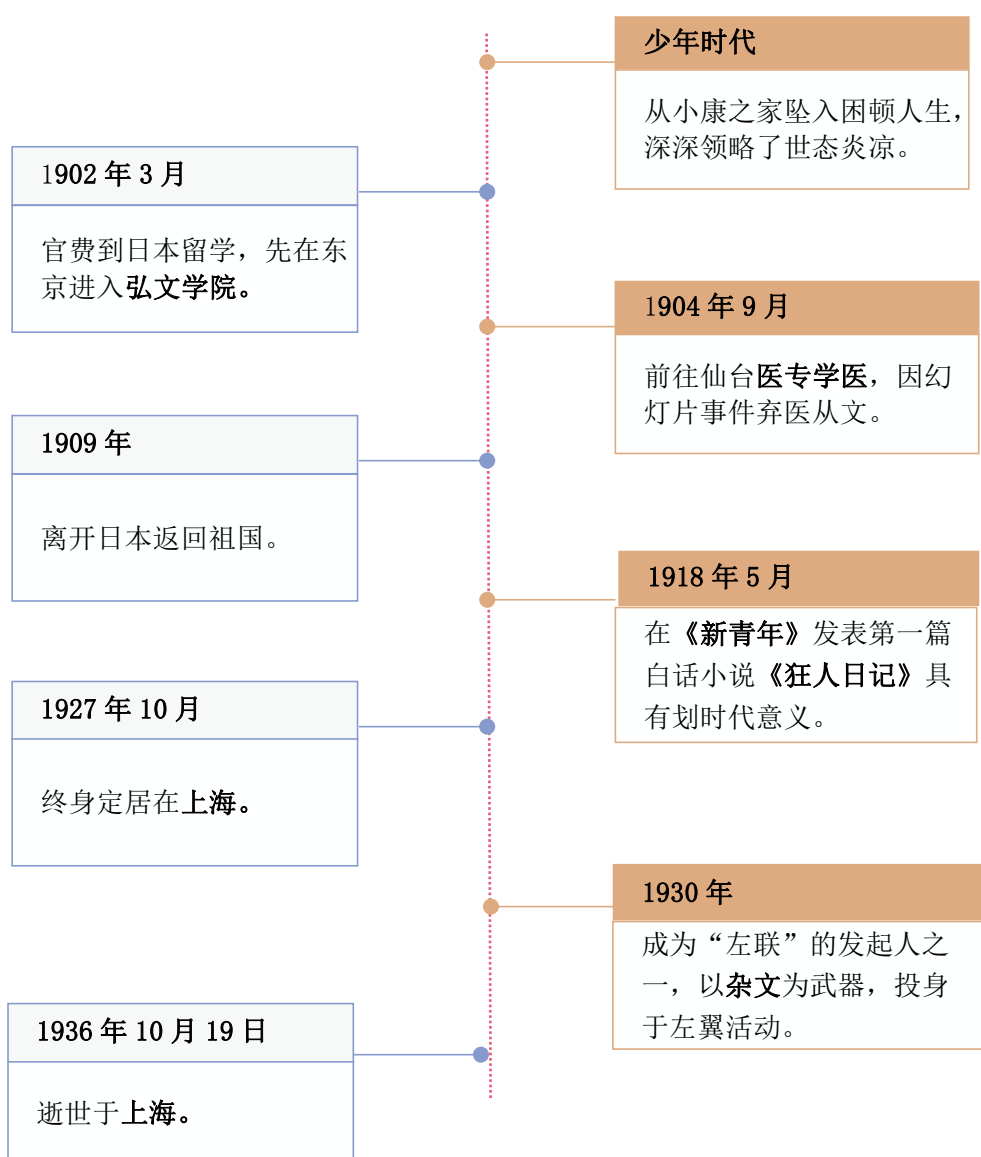 少年时代
从小康之家坠入困顿人生，
深深领略了世态炎凉。
1902 年 3 月
官费到日本留学，先在东
京进入弘文学院。
1904 年 9 月
前往仙台医专学医，因幻
灯片事件弃医从文。
1909 年
离开日本返回祖国。
1918 年 5 月
在《新青年》发表第一篇
白话小说《狂人日记》具
有划时代意义。
1927 年 10 月
终身定居在上海。
1930 年
成为“左联”的发起人之
一，以杂文为武器，投身
于左翼活动。
1936 年 10 月 19 日
逝世于上海。